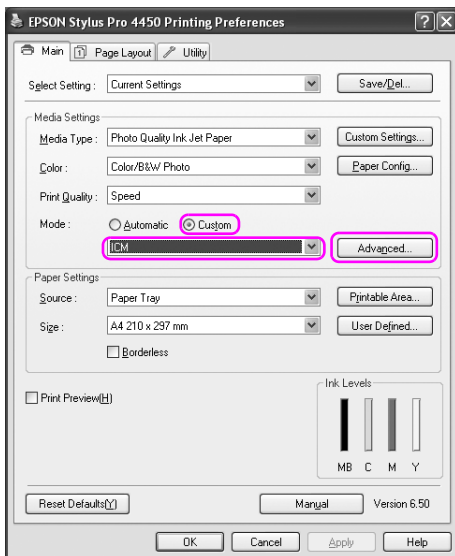 EPSON Stylus Pro 4450 Printing Preferences
Main Page Layout Utility
Select Setting : Current Settings Save/Del...
Media Settings
Media Type : Photo Quality Ink Jet Paper Custom Settings...
Color : Color/B&W Photo Paper Config...
Print Quality : Speed
Mode : Automatic Custom
ICM Advanced...
Paper Settings
Source : Paper Tray Printable Area...
Size : A4 210 x 297 mm User Defined...
Borderless
Print Preview(H)
Ink Levels
MB C M Y
Reset Defaults(Y) Manual Version 6.50
OK Cancel Apply Help